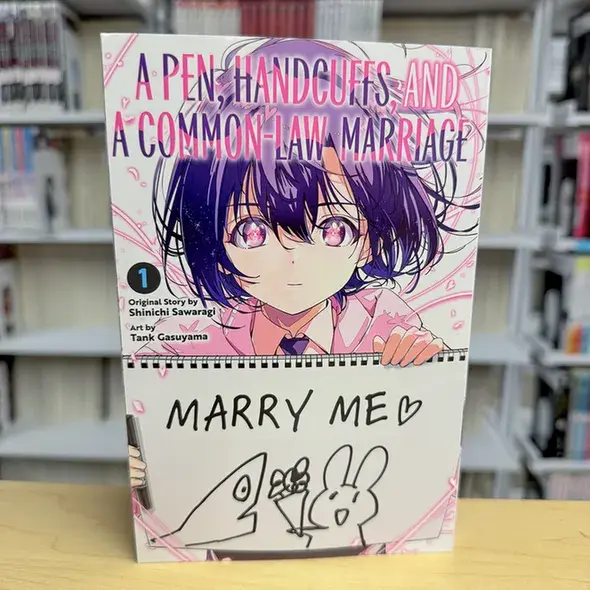 A PEN, HANDCUFFS, AND
A COMMON-LAW MARRIAGE
1
Original Story by
Shinichi Sawaragi
Art by
Tank Gasuyama
MARRY ME♡